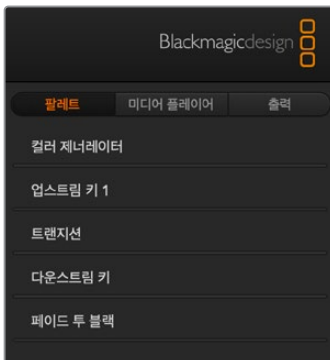 Blackmagicdesign
팔레트 미디어 플레이어 출력
컬러 제너레이터
업스트림 키 1
트랜지션
다운스트림 키
페이드 투 블랙